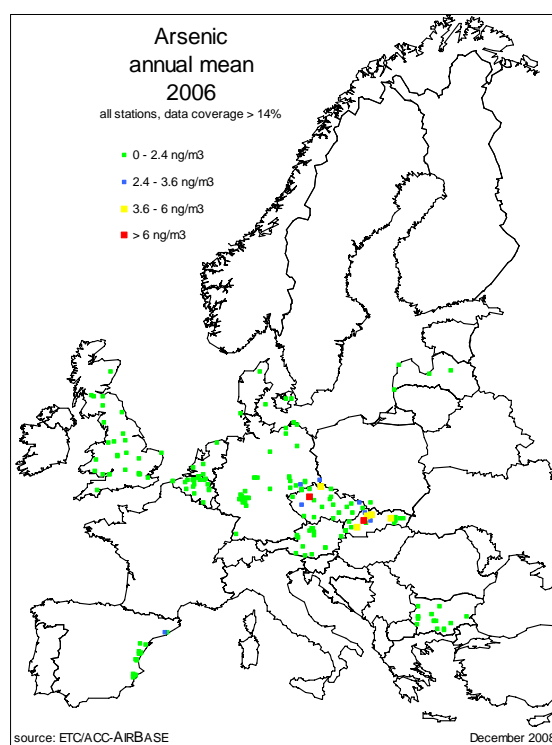 Arsenic
annual mean
2006
all stations, data coverage > 14%
0 - 2.4 ng/m3
2.4 - 3.6 ng/m3
3.6 - 6 ng/m3
> 6 ng/m3
source: ETC/ACC-AIRBASE
December 2008